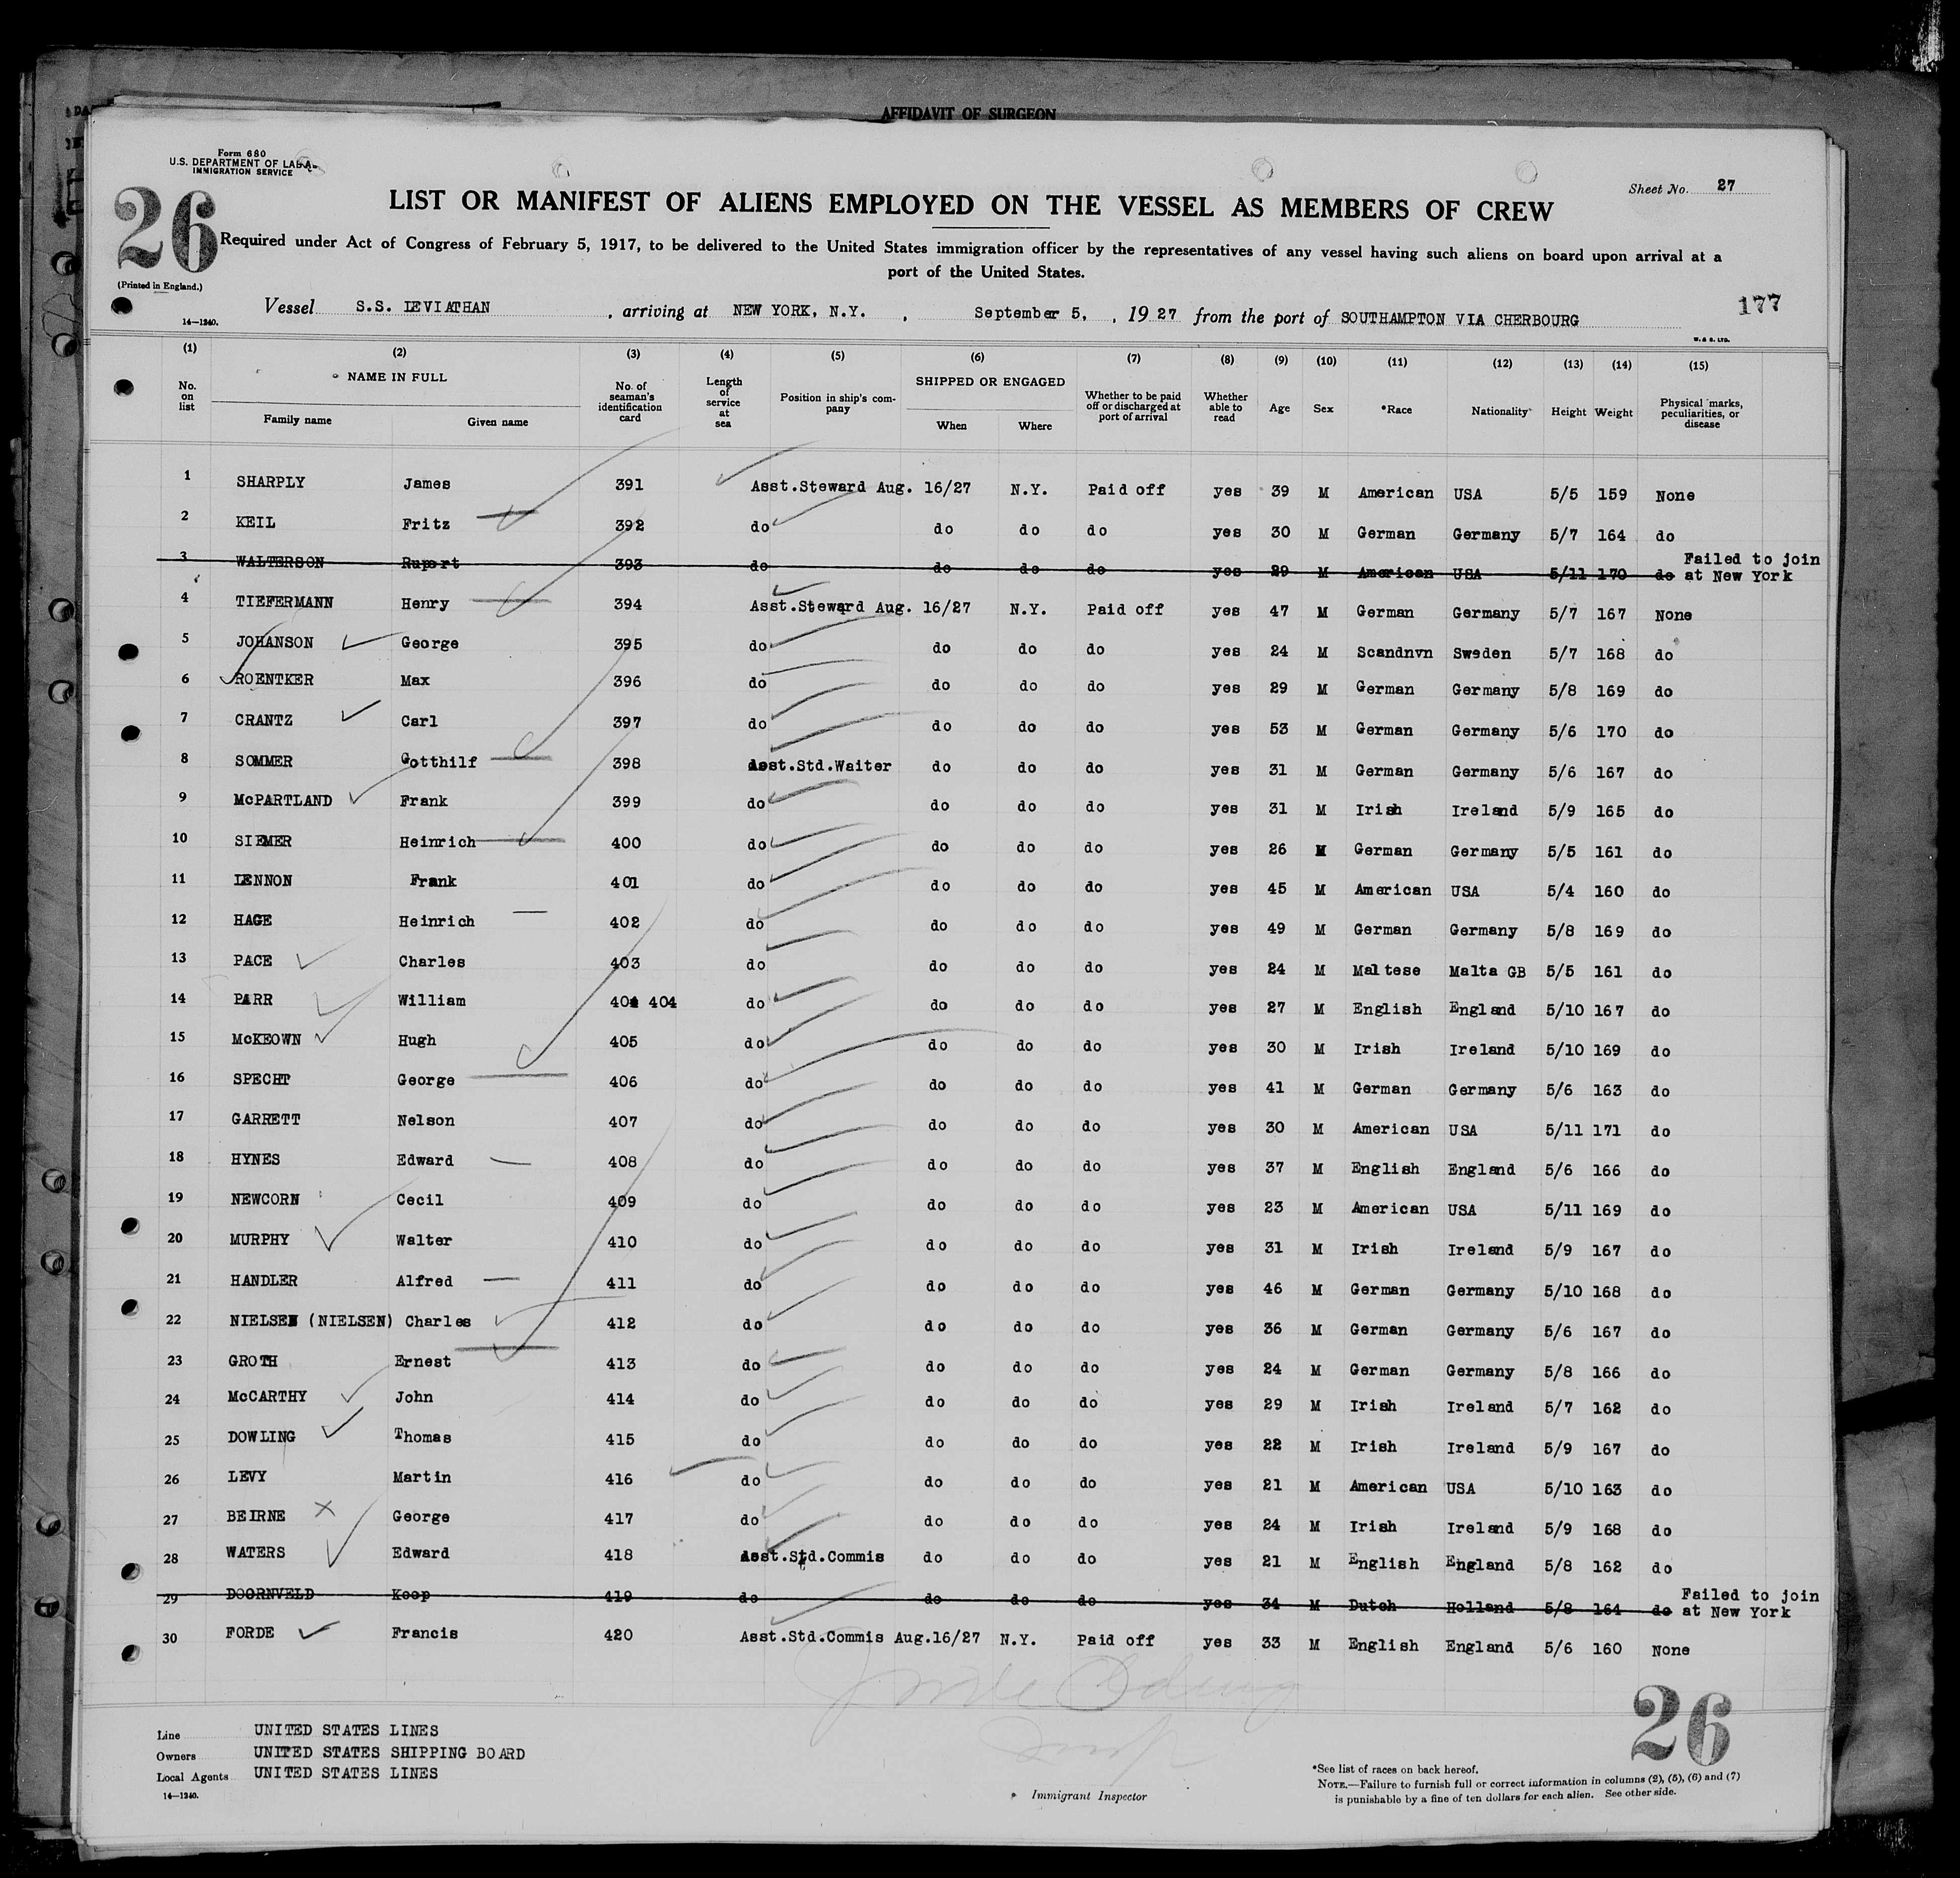 AFFIDAVIT OF SURGEON
Form 680
U.S. DEPARTMENT OF LABOR
IMMIGRATION SERVICE
26
(Printed in England.)
14—1240.
Sheet No. 27
LIST OR MANIFEST OF ALIENS EMPLOYED ON THE VESSEL AS MEMBERS OF CREW
Required under Act of Congress of February 5, 1917, to be delivered to the United States immigration officer by the representatives of any vessel having such aliens on board upon arrival at a
port of the United States.
177
Vessel S.S. LEVIATHAN , arriving at NEW YORK, N.Y. , September 5, , 19 27 from the port of SOUTHAMPTON VIA CHERBOURG
W. & S. LTD.
(1) (2) (3) (4) (5) (6) (7) (8) (9) (10) (11) (12) (13) (14) (15)
No. on list NAME IN FULL Family name Given name No. of seaman's identification card Length of service at sea Position in ship's company SHIPPED OR ENGAGED When Where Whether to be paid off or discharged at port of arrival Whether able to read Age Sex *Race Nationality Height Weight Physical marks, peculiarities, or disease
1 SHARPLY James 391 Asst.Steward Aug. 16/27 N.Y. Paid off yes 39 M American USA 5/5 159 None
2 KEIL Fritz 392 do do do do yes 30 M German Germany 5/7 164 do
3 WALTERSON Rupert 393 do do do do yes 29 M American USA 5/11 170 do Failed to join at New York
4 TIEFERMANN Henry 394 Asst.Steward Aug. 16/27 N.Y. Paid off yes 47 M German Germany 5/7 167 None
5 JOHANSON George 395 do do do do yes 24 M Scandnvn Sweden 5/7 168 do
6 ROENTKER Max 396 do do do do yes 29 M German Germany 5/8 169 do
7 CRANTZ Carl 397 do do do do yes 53 M German Germany 5/6 170 do
8 SOMMER Gotthilf 398 Asst.Std.Waiter do do do yes 31 M German Germany 5/6 167 do
9 McPARTLAND Frank 399 do do do do yes 31 M Irish Ireland 5/9 165 do
10 SIEMER Heinrich 400 do do do do yes 26 M German Germany 5/5 161 do
11 LENNON Frank 401 do do do do yes 45 M American USA 5/4 160 do
12 HAGE Heinrich 402 do do do do yes 49 M German Germany 5/8 169 do
13 PACE Charles 403 do do do do yes 24 M Maltese Malta GB 5/5 161 do
14 PARR William 404 404 do do do do yes 27 M English England 5/10 167 do
15 McKEOWN Hugh 405 do do do do yes 30 M Irish Ireland 5/10 169 do
16 SPECHT George 406 do do do do yes 41 M German Germany 5/6 163 do
17 GARRETT Nelson 407 do do do do yes 30 M American USA 5/11 171 do
18 HYNES Edward 408 do do do do yes 37 M English England 5/6 166 do
19 NEWCORN Cecil 409 do do do do yes 23 M American USA 5/11 169 do
20 MURPHY Walter 410 do do do do yes 31 M Irish Ireland 5/9 167 do
21 HANDLER Alfred 411 do do do do yes 46 M German Germany 5/10 168 do
22 NIELSEN (NIELSEN) Charles 412 do do do do yes 36 M German Germany 5/6 167 do
23 GROTH Ernest 413 do do do do yes 24 M German Germany 5/8 166 do
24 McCARTHY John 414 do do do do yes 29 M Irish Ireland 5/7 162 do
25 DOWLING Thomas 415 do do do do yes 22 M Irish Ireland 5/9 167 do
26 LEVY Martin 416 do do do do yes 21 M American USA 5/10 163 do
27 BEIRNE George 417 do do do do yes 24 M Irish Ireland 5/9 168 do
28 WATERS Edward 418 Asst.Std.Commis do do do yes 21 M English England 5/8 162 do
29 DOORNVELD Koop 419 do do do do yes 34 M Dutch Holland 5/8 164 do Failed to join at New York
30 FORDE Francis 420 Asst.Std.Commis Aug.16/27 N.Y. Paid off yes 33 M English England 5/6 160 None
Line UNITED STATES LINES
Owners UNITED STATES SHIPPING BOARD
Local Agents UNITED STATES LINES
14—1240.
Immigrant Inspector
26
*See list of races on back hereof.
NOTE.—Failure to furnish full or correct information in columns (2), (5), (6) and (7)
is punishable by a fine of ten dollars for each alien. See other side.